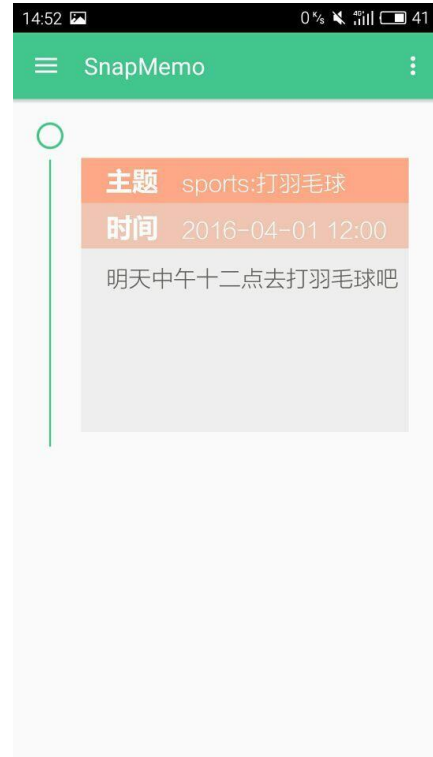 14:52 0 K/s 4G 41
SnapMemo
主题 sports:打羽毛球
时间 2016-04-01 12:00
明天中午十二点去打羽毛球吧